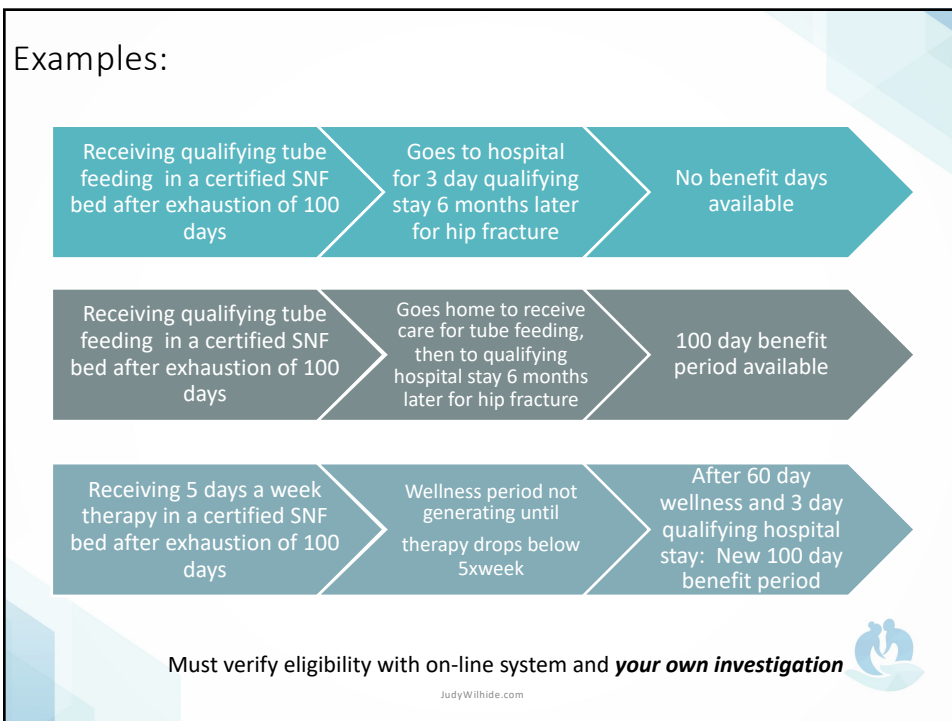 Examples:
Receiving qualifying tube
feeding  in a certified SNF
bed after exhaustion of 100
days
Goes to hospital
for 3 day qualifying
stay 6 months later
for hip fracture
No benefit days
available
Receiving qualifying tube
feeding  in a certified SNF
bed after exhaustion of 100
days
Goes home to receive
care for tube feeding,
then to qualifying
hospital stay 6 months
later for hip fracture
100 day benefit
period available
Receiving 5 days a week
therapy in a certified SNF
bed after exhaustion of 100
days
Wellness period not
generating until
therapy drops below
5xweek
After 60 day
wellness and 3 day
qualifying hospital
stay:  New 100 day
benefit period
Must verify eligibility with on-line system and your own investigation
JudyWilhide.com